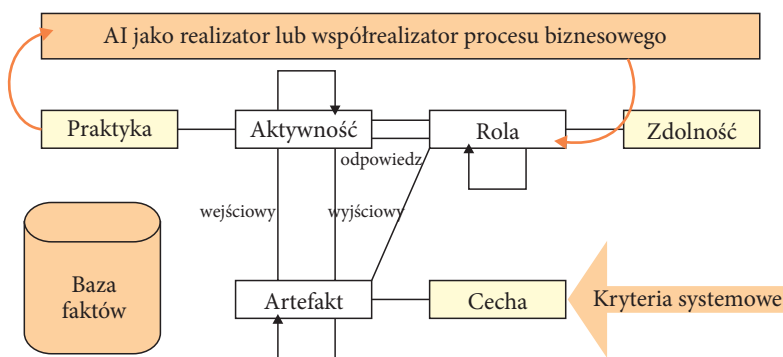 AI jako realizator lub współrealizator procesu biznesowego
Praktyka
Aktywność
Rola
Zdolność
odpowiedz
wejściowy
wyjściowy
Baza
faktów
Artefakt
Cecha
Kryteria systemowe